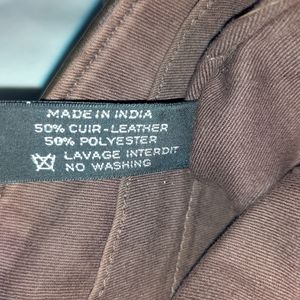 MADE IN INDIA
50% CUIR-LEATHER
50% POLYESTER
LAVAGE INTERDIT
NO WASHING